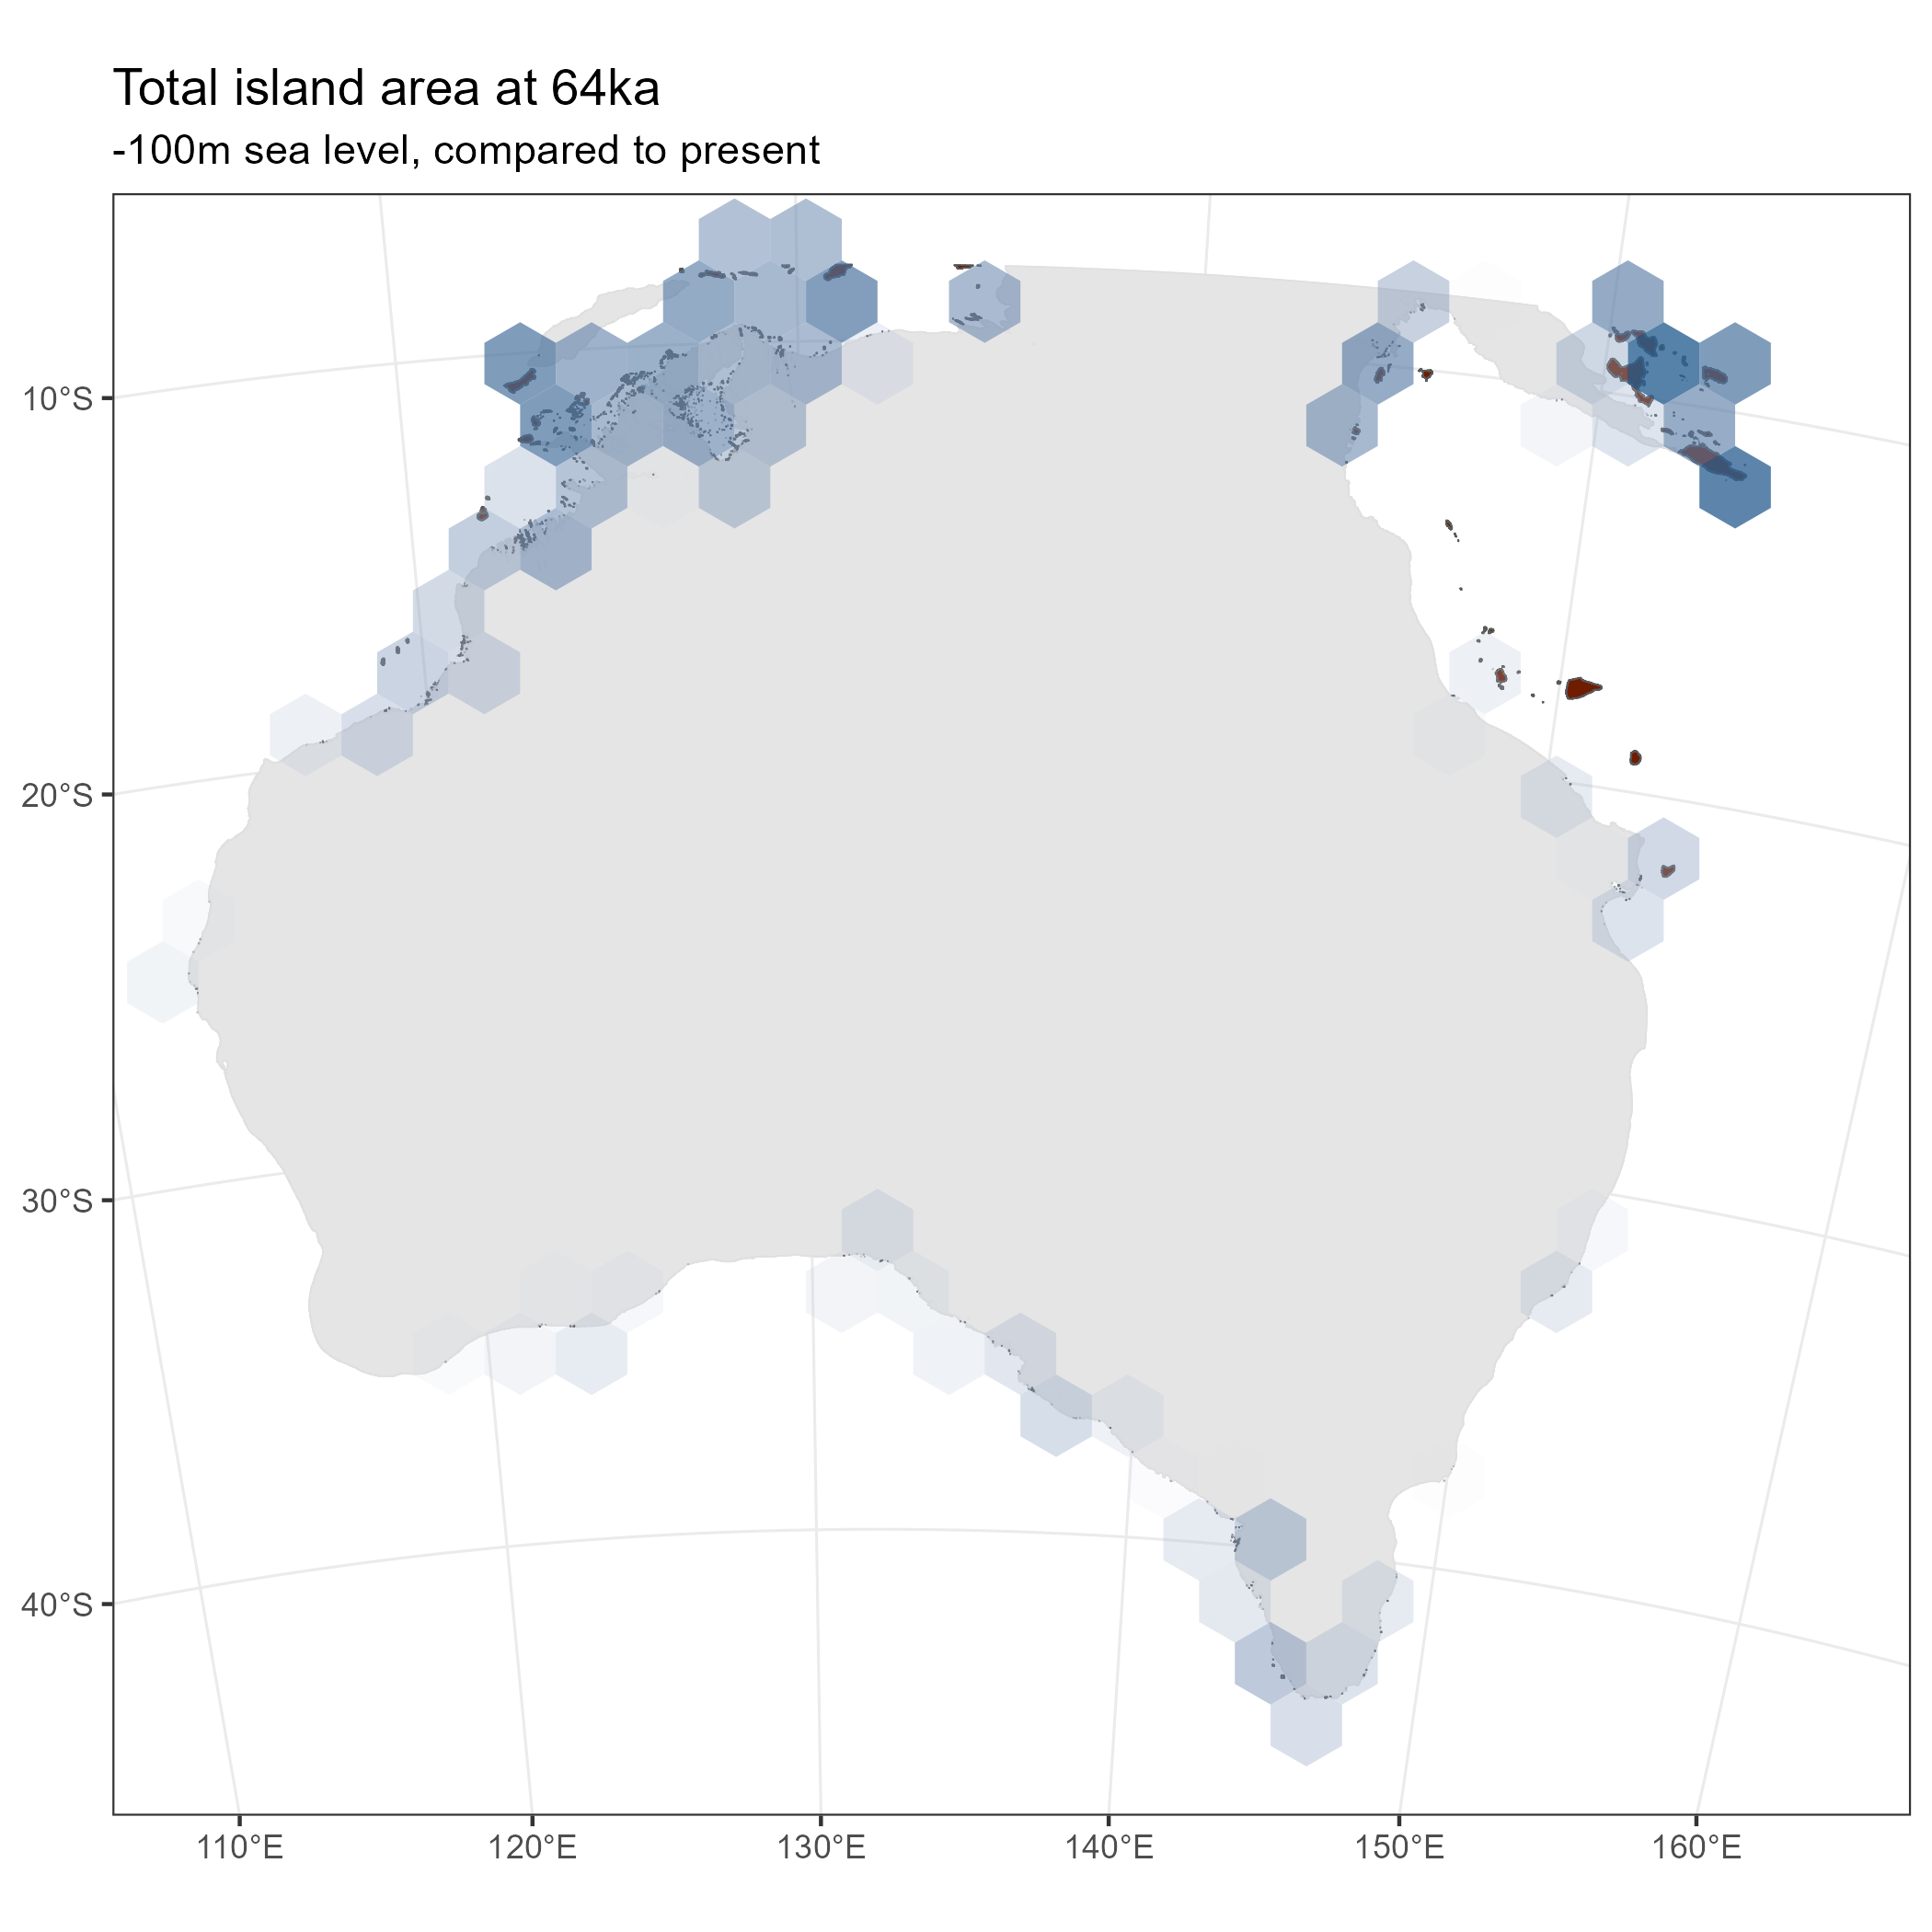 Total island area at 64ka
-100m sea level, compared to present
10°S
20°S
30°S
40°S
110°E
120°E
130°E
140°E
150°E
160°E